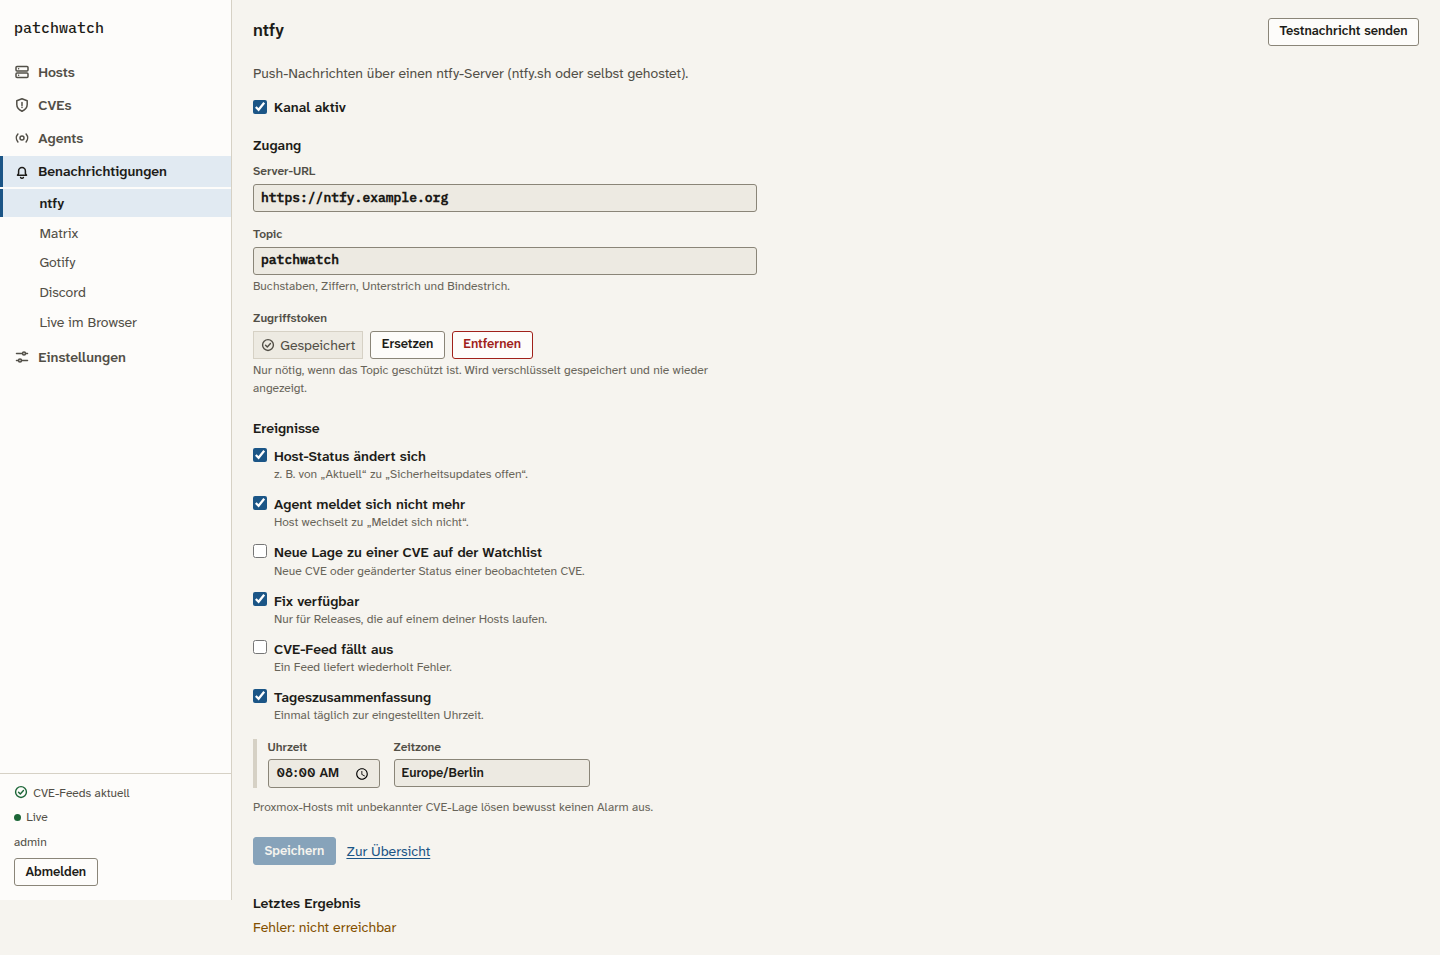 patchwatch
Hosts
CVEs
Agents
Benachrichtigungen
ntfy
Matrix
Gotify
Discord
Live im Browser
Einstellungen
CVE-Feeds aktuell
Live
admin
Abmelden
ntfy
Testnachricht senden
Push-Nachrichten über einen ntfy-Server (ntfy.sh oder selbst gehostet).
Kanal aktiv
Zugang
Server-URL
https://ntfy.example.org
Topic
patchwatch
Buchstaben, Ziffern, Unterstrich und Bindestrich.
Zugriffstoken
Gespeichert Ersetzen Entfernen
Nur nötig, wenn das Topic geschützt ist. Wird verschlüsselt gespeichert und nie wieder
angezeigt.
Ereignisse
Host-Status ändert sich
z. B. von „Aktuell“ zu „Sicherheitsupdates offen“.
Agent meldet sich nicht mehr
Host wechselt zu „Meldet sich nicht“.
Neue Lage zu einer CVE auf der Watchlist
Neue CVE oder geänderter Status einer beobachteten CVE.
Fix verfügbar
Nur für Releases, die auf einem deiner Hosts laufen.
CVE-Feed fällt aus
Ein Feed liefert wiederholt Fehler.
Tageszusammenfassung
Einmal täglich zur eingestellten Uhrzeit.
Uhrzeit Zeitzone
08:00 AM Europe/Berlin
Proxmox-Hosts mit unbekannter CVE-Lage lösen bewusst keinen Alarm aus.
Speichern Zur Übersicht
Letztes Ergebnis
Fehler: nicht erreichbar